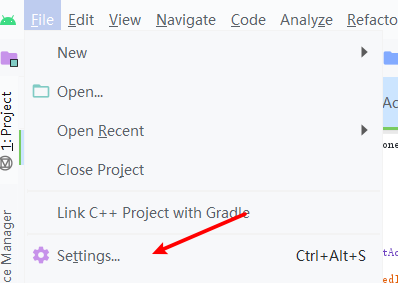 File Edit View Navigate Code Analyze Refacto
New
Open...
Open Recent
Close Project
Link C++ Project with Gradle
Settings... Ctrl+Alt+S
1: Project
ce Manager
Ac
one
tAc
edI